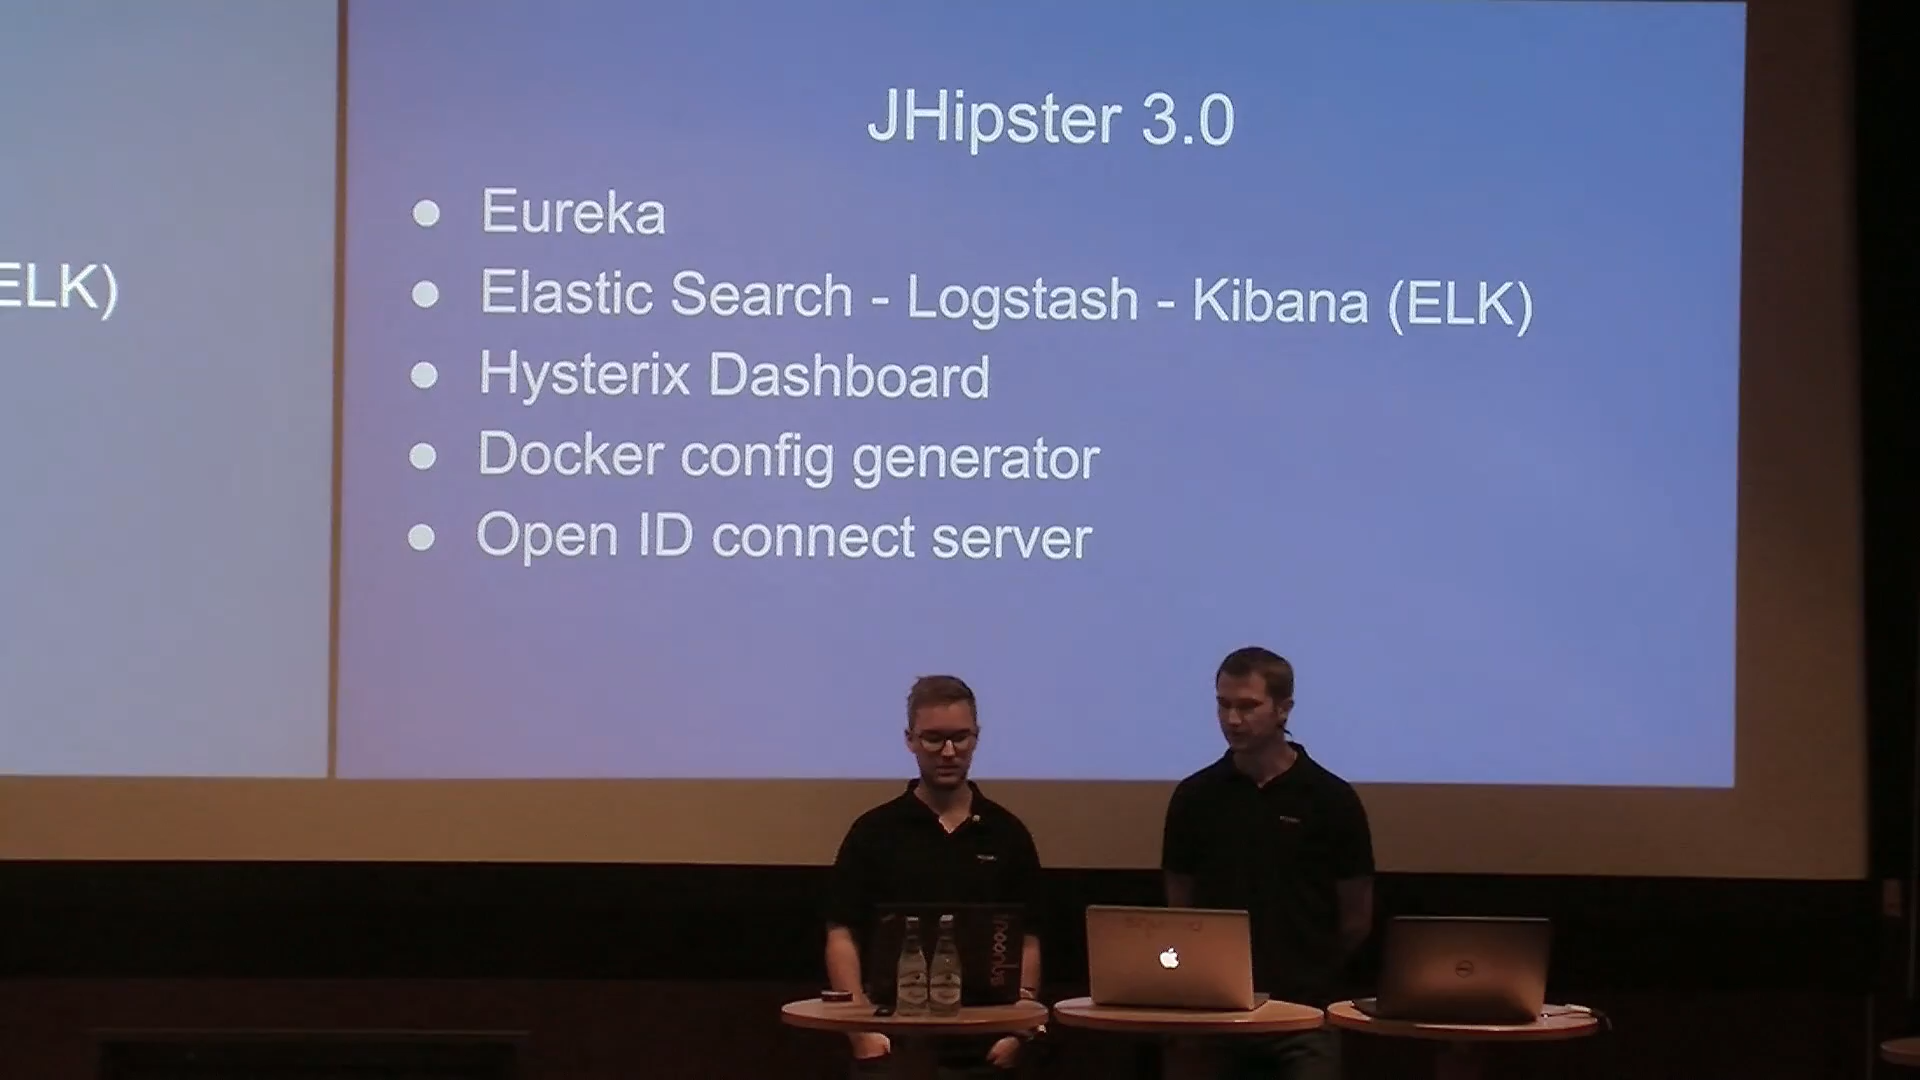 ELK)
JHipster 3.0
● Eureka
● Elastic Search - Logstash - Kibana (ELK)
● Hysterix Dashboard
● Docker config generator
● Open ID connect server